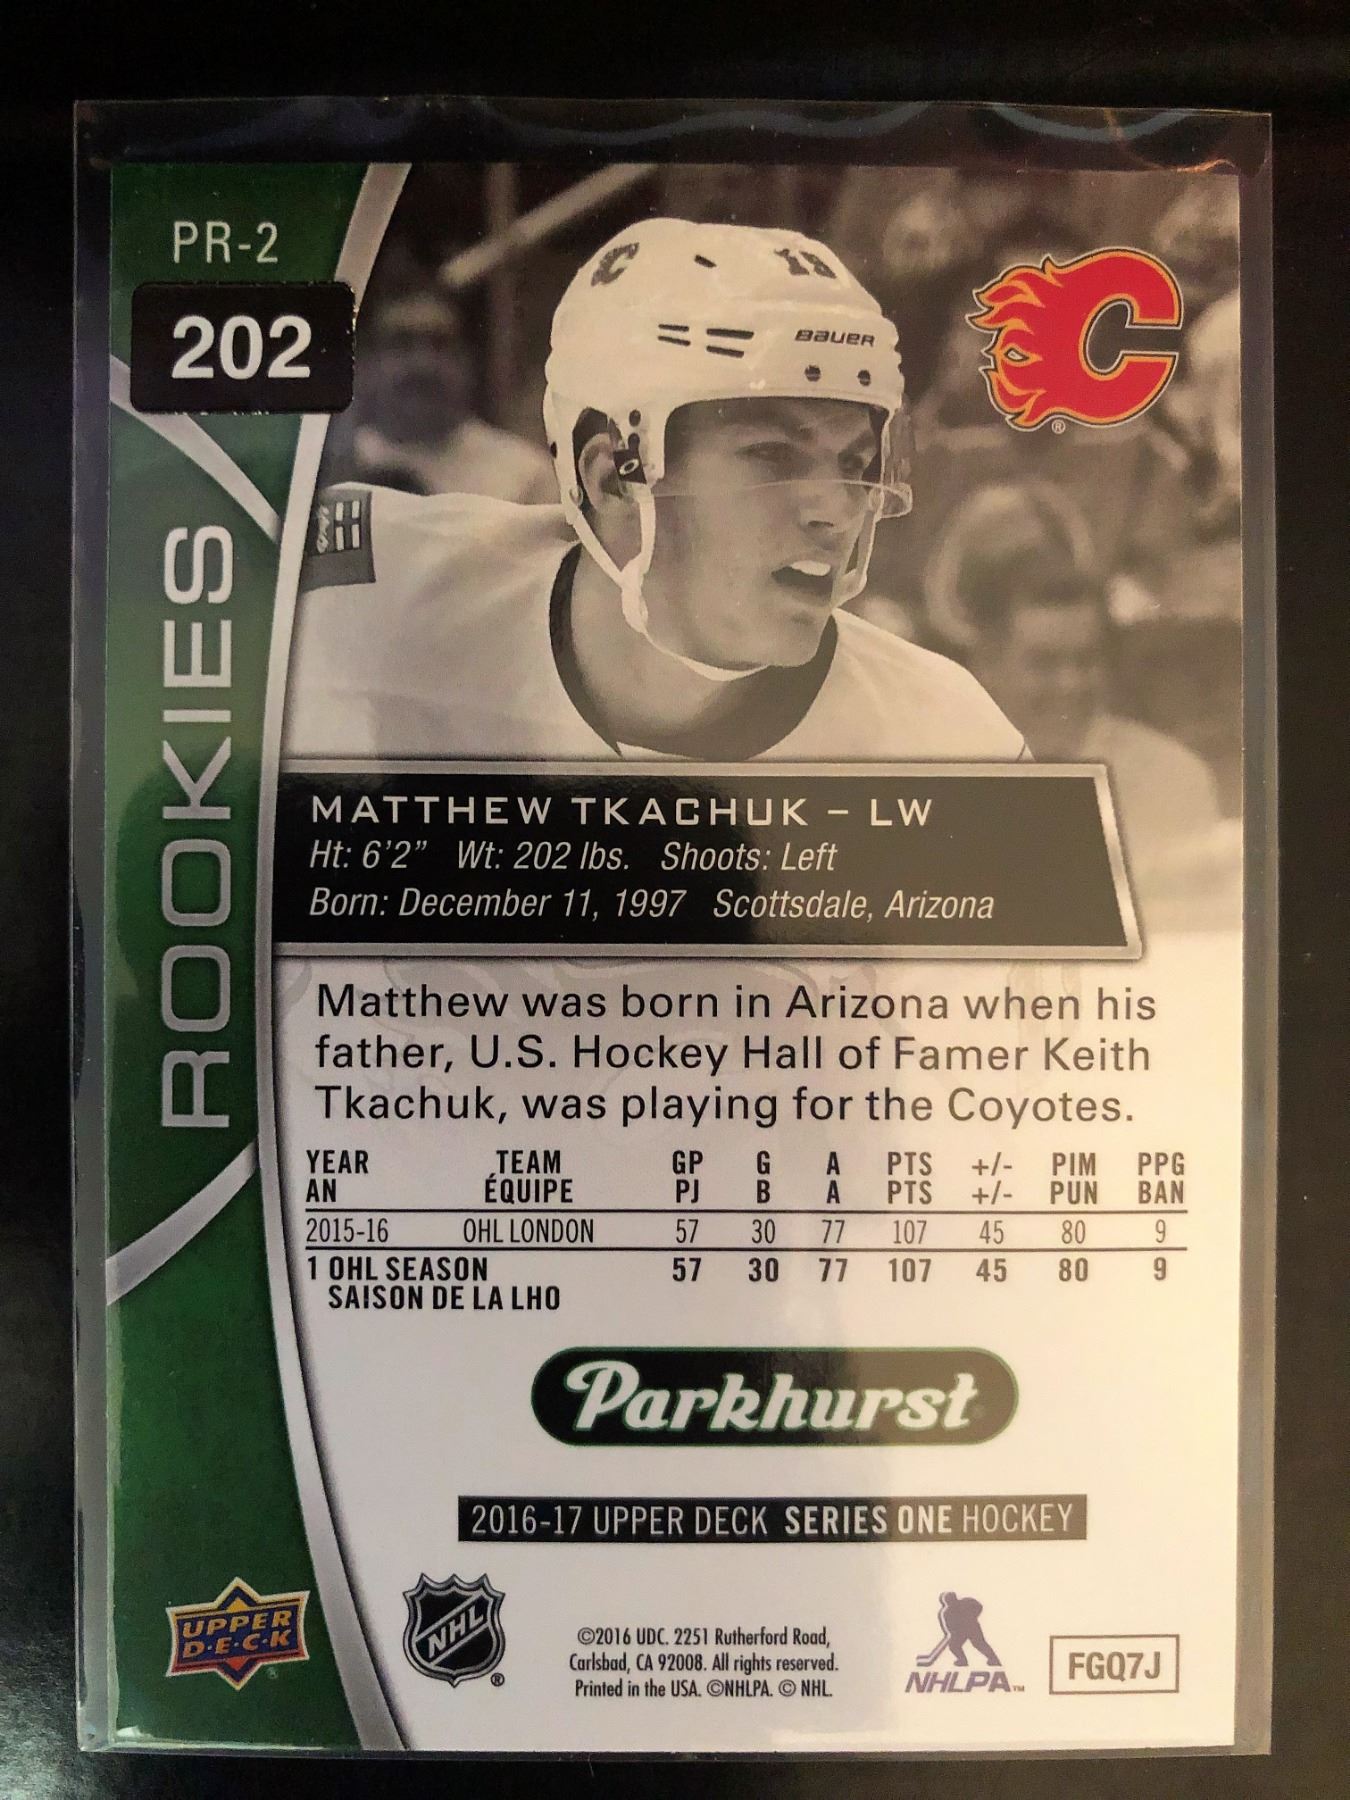 PR-2
202
ROOKIES
C
19
BAUER
MATTHEW TKACHUK – LW
Ht: 6'2" Wt: 202 lbs. Shoots: Left
Born: December 11, 1997 Scottsdale, Arizona
Matthew was born in Arizona when his
father, U.S. Hockey Hall of Famer Keith
Tkachuk, was playing for the Coyotes.
YEAR TEAM GP G A PTS +/- PIM PPG
AN ÉQUIPE PJ B A PTS +/- PUN BAN
2015-16 OHL LONDON 57 30 77 107 45 80 9
1 OHL SEASON 57 30 77 107 45 80 9
SAISON DE LA LHO
Parkhurst
2016-17 UPPER DECK SERIES ONE HOCKEY
UPPER
D·E·C·K
NHL
®
©2016 UDC. 2251 Rutherford Road,
Carlsbad, CA 92008. All rights reserved.
Printed in the USA. ©NHLPA. © NHL.
NHLPA™
FGQ7J